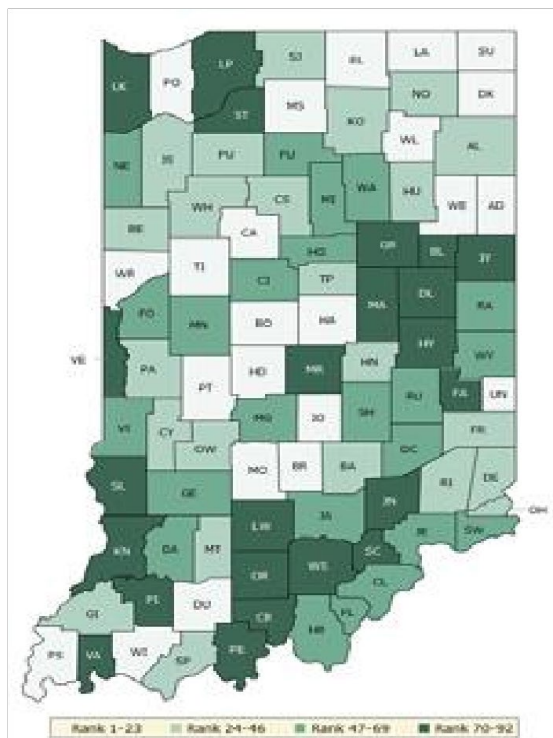 LK
PO
LP
SJ
EL
LA
SU
ST
MS
NO
DK
KO
WL
NE
JS
PU
FU
AL
WH
CS
MI
WA
HU
WE
AD
BE
CA
HO
GR
BL
JY
WR
TI
CI
TP
MA
DL
RA
FO
MN
BO
HA
HY
WY
VE
PA
PT
HD
MR
HN
RU
FA
UN
VI
CY
OW
MG
JO
SH
FR
MO
BR
BA
DC
RI
DE
OH
SL
GE
JA
JN
JE
SW
KN
DA
MT
LW
WS
SC
CL
PI
DU
OR
CR
HR
FL
GI
PS
VA
WI
SP
PE
Rank 1-23 Rank 24-46 Rank 47-69 Rank 70-92